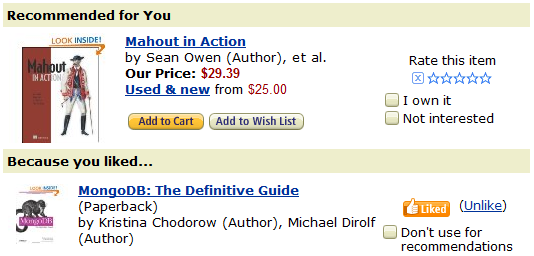 Recommended for You
LOOK INSIDE!
Mahout
IN ACTION
Mahout in Action
by Sean Owen (Author), et al.
Our Price: $29.39
Used & new from $25.00
Add to Cart
Add to Wish List
Rate this item
I own it
Not interested
Because you liked...
LOOK INSIDE!
MongoDB
MongoDB: The Definitive Guide
(Paperback)
by Kristina Chodorow (Author), Michael Dirolf
(Author)
Liked (Unlike)
Don't use for
recommendations